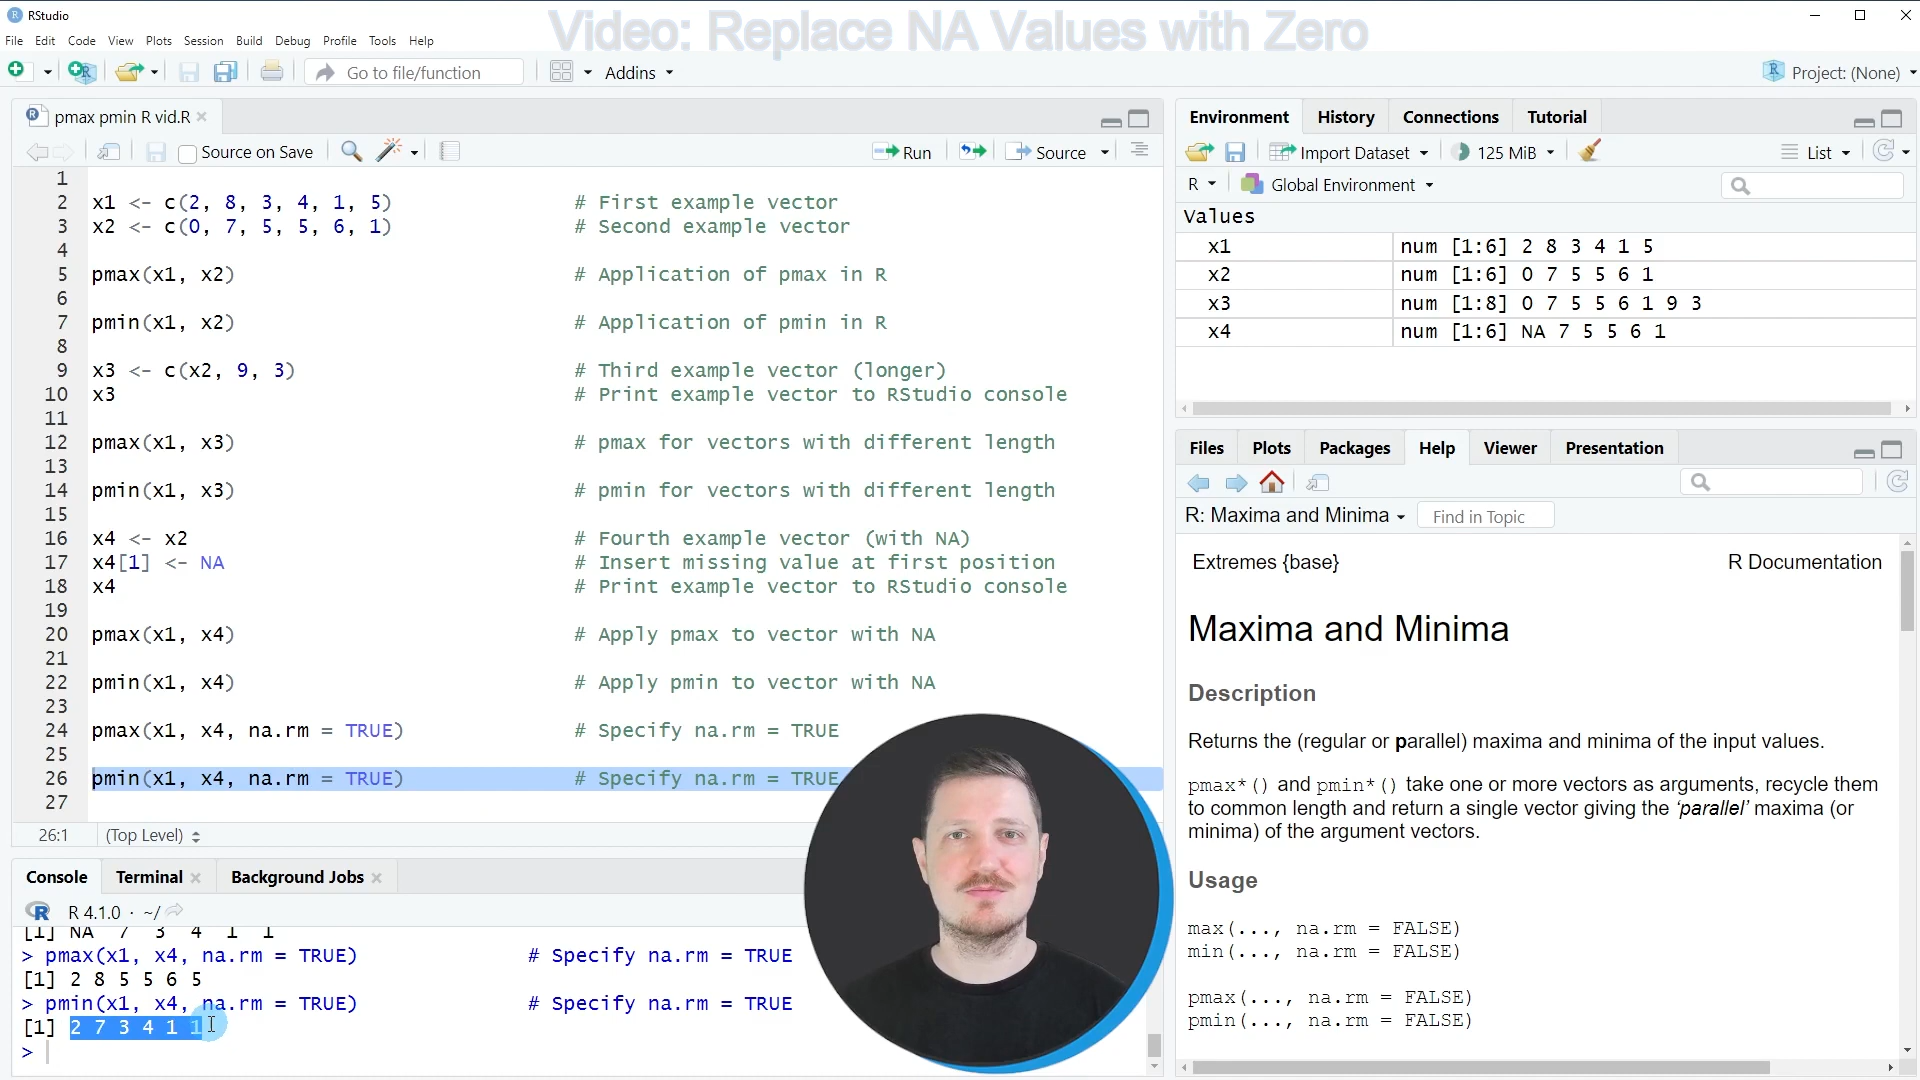 RStudio
Video: Replace NA Values with Zero
File Edit Code View Plots Session Build Debug Profile Tools Help
Go to file/function Addins Project: (None)
pmax pmin R vid.R
Source on Save Run Source
1
2 x1 <- c(2, 8, 3, 4, 1, 5) # First example vector
3 x2 <- c(0, 7, 5, 5, 6, 1) # Second example vector
4
5 pmax(x1, x2) # Application of pmax in R
6
7 pmin(x1, x2) # Application of pmin in R
8
9 x3 <- c(x2, 9, 3) # Third example vector (longer)
10 x3 # Print example vector to RStudio console
11
12 pmax(x1, x3) # pmax for vectors with different length
13
14 pmin(x1, x3) # pmin for vectors with different length
15
16 x4 <- x2 # Fourth example vector (with NA)
17 x4[1] <- NA # Insert missing value at first position
18 x4 # Print example vector to RStudio console
19
20 pmax(x1, x4) # Apply pmax to vector with NA
21
22 pmin(x1, x4) # Apply pmin to vector with NA
23
24 pmax(x1, x4, na.rm = TRUE) # Specify na.rm = TRUE
25
26 pmin(x1, x4, na.rm = TRUE) # Specify na.rm = TRUE
27
26:1 (Top Level)
Console Terminal Background Jobs
R 4.1.0 · ~/
[1] NA 7 3 4 1 1
> pmax(x1, x4, na.rm = TRUE) # Specify na.rm = TRUE
[1] 2 8 5 5 6 5
> pmin(x1, x4, na.rm = TRUE) # Specify na.rm = TRUE
[1] 2 7 3 4 1 1
>
Environment History Connections Tutorial
Import Dataset 125 MiB List
R Global Environment
Values
x1 num [1:6] 2 8 3 4 1 5
x2 num [1:6] 0 7 5 5 6 1
x3 num [1:8] 0 7 5 5 6 1 9 3
x4 num [1:6] NA 7 5 5 6 1
Files Plots Packages Help Viewer Presentation
R: Maxima and Minima Find in Topic
Extremes {base} R Documentation
Maxima and Minima
Description
Returns the (regular or parallel) maxima and minima of the input values.
pmax*() and pmin*() take one or more vectors as arguments, recycle them
to common length and return a single vector giving the ‘parallel’ maxima (or
minima) of the argument vectors.
Usage
max(..., na.rm = FALSE)
min(..., na.rm = FALSE)
pmax(..., na.rm = FALSE)
pmin(..., na.rm = FALSE)